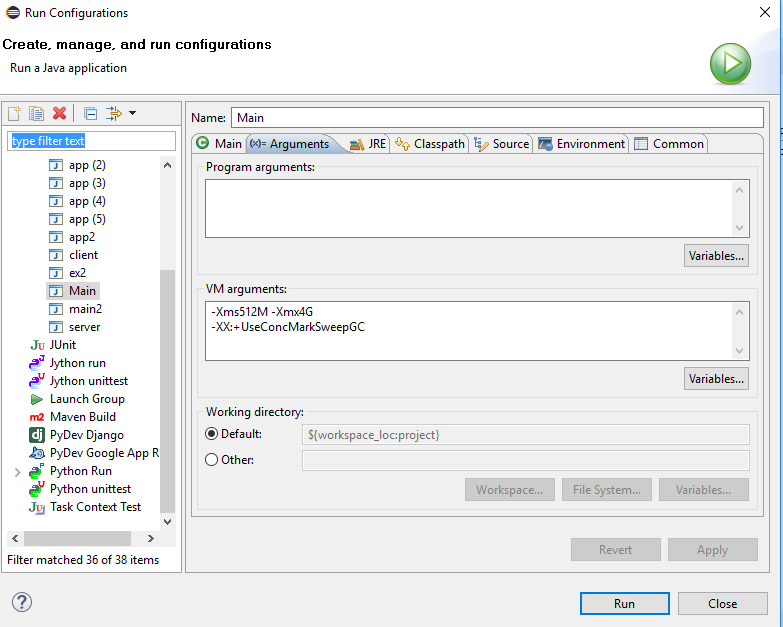 Run Configurations
Create, manage, and run configurations
Run a Java application
type filter text
app (2)
app (3)
app (4)
app (5)
app2
client
ex2
Main
main2
server
JUnit
Jython run
Jython unittest
Launch Group
Maven Build
PyDev Django
PyDev Google App R
Python Run
Python unittest
Task Context Test
Filter matched 36 of 38 items
Name: Main
Main Arguments JRE Classpath Source Environment Common
Program arguments:
Variables...
VM arguments:
-Xms512M -Xmx4G
-XX:+UseConcMarkSweepGC
Variables...
Working directory:
Default: ${workspace_loc:project}
Other:
Workspace... File System... Variables...
Revert Apply
Run Close